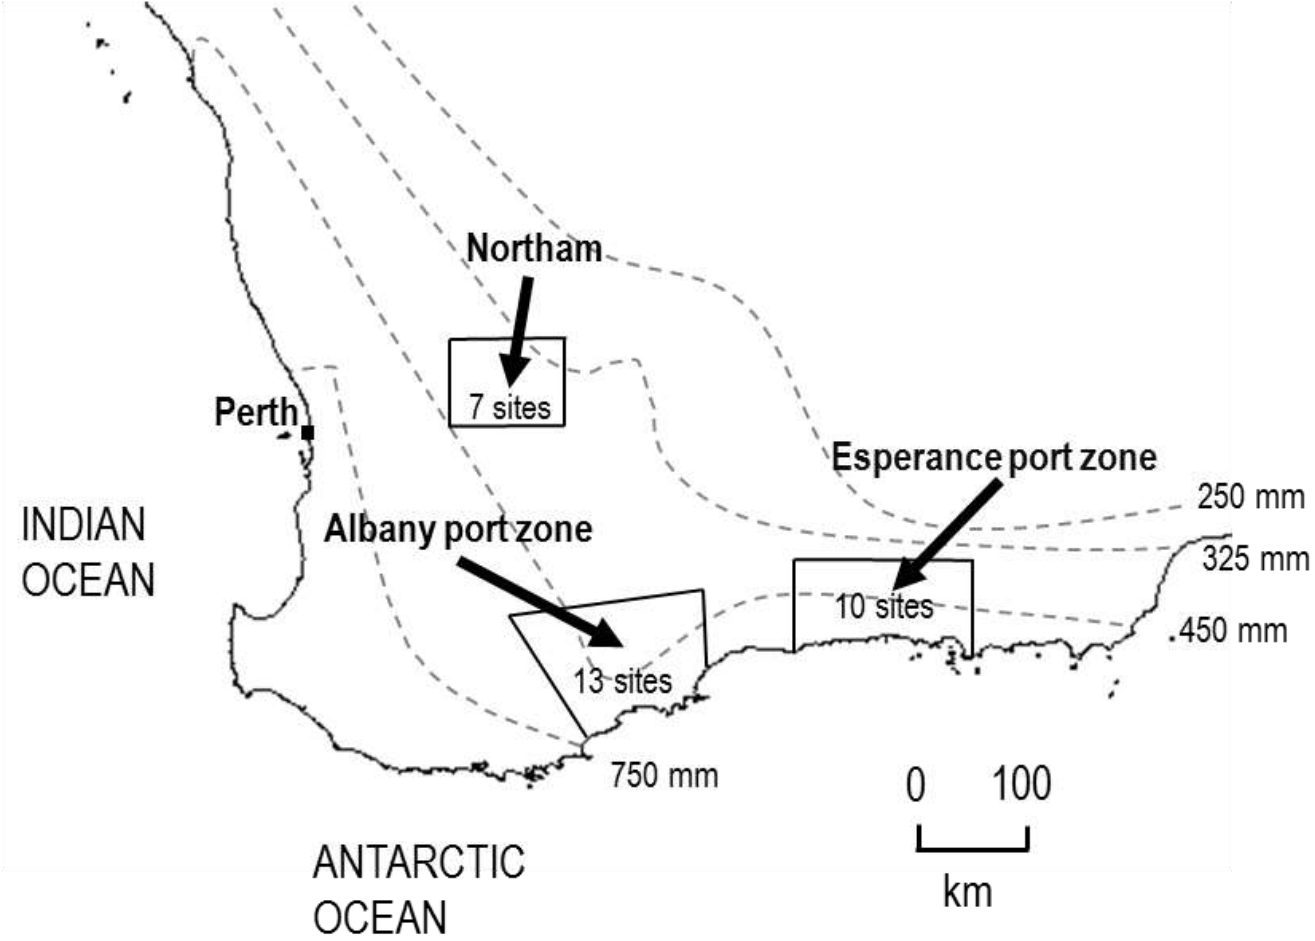 Northam
7 sites
Perth
Esperance port zone
250 mm
INDIAN
OCEAN
Albany port zone
325 mm
10 sites
450 mm
13 sites
750 mm
0 100
km
ANTARCTIC
OCEAN